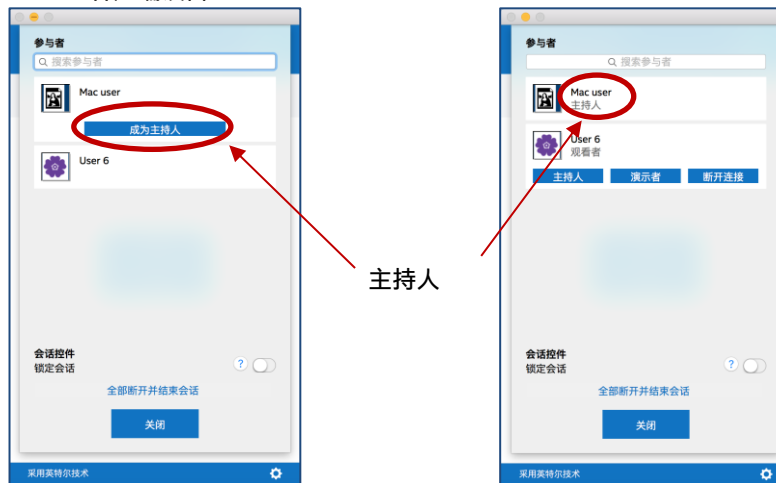 参与者
搜索参与者
Mac user
成为主持人
User 6
会话控件
锁定会话
?
全部断开并结束会话
关闭
采用英特尔技术
主持人
参与者
搜索参与者
Mac user
主持人
User 6
观看者
主持人 演示者 断开连接
会话控件
锁定会话
?
全部断开并结束会话
关闭
采用英特尔技术